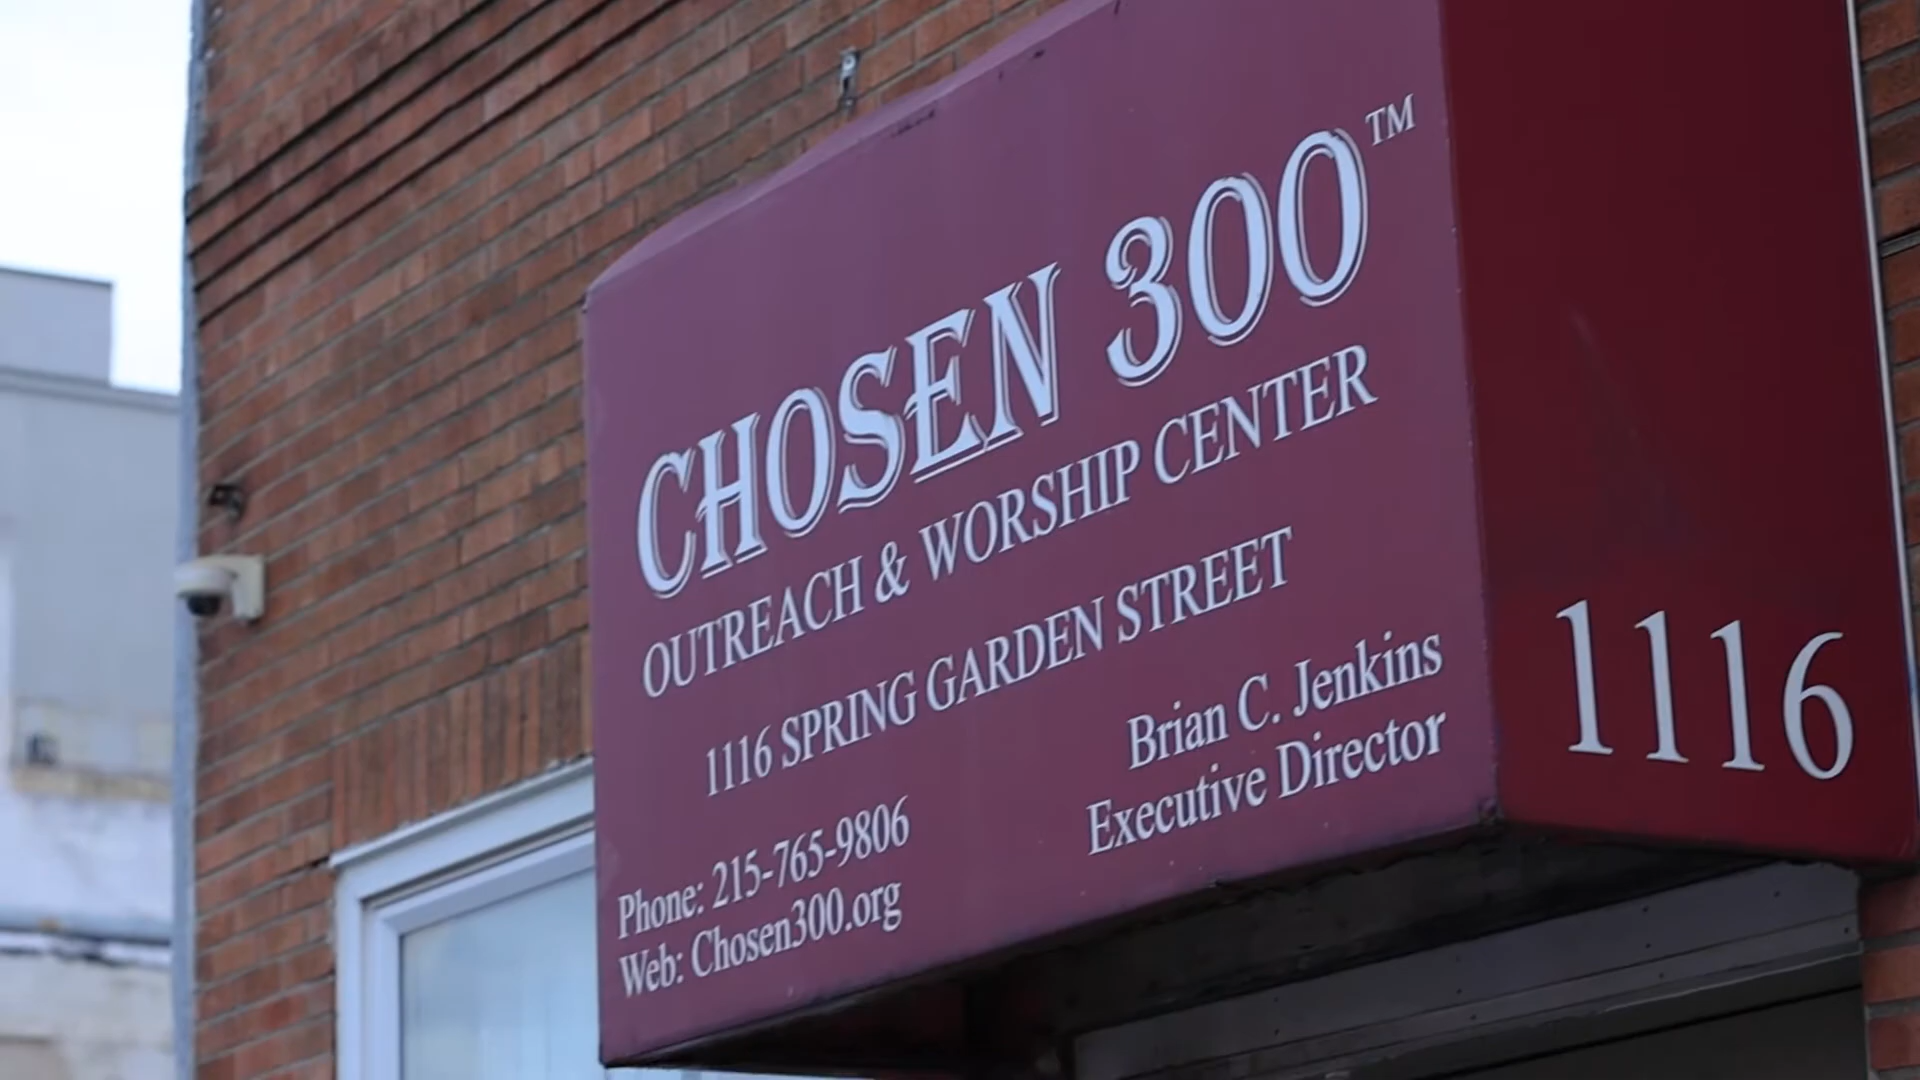 CHOSEN 300™
OUTREACH & WORSHIP CENTER
1116 SPRING GARDEN STREET
Brian C. Jenkins
Executive Director
Phone: 215-765-9806
Web: Chosen300.org
1116